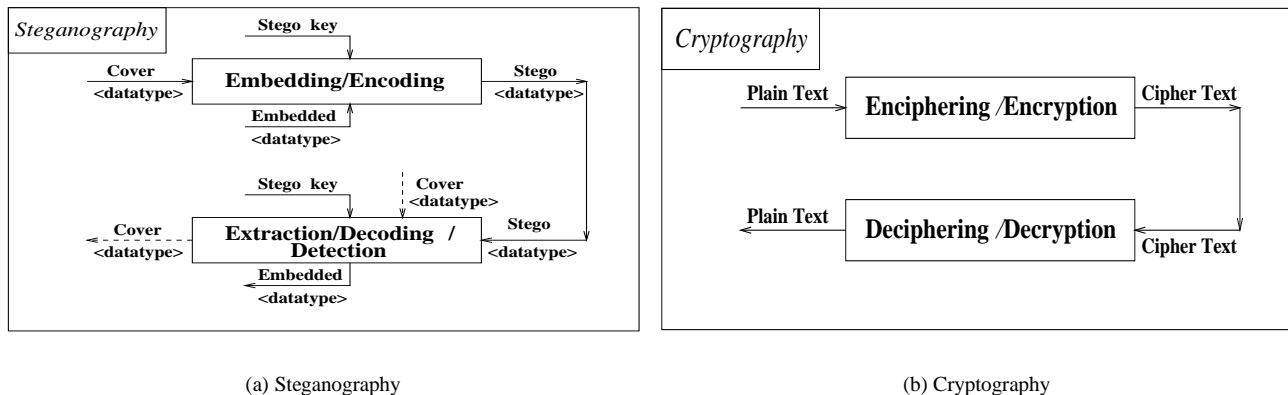 Steganography
Stego key
Cover
<datatype>
Embedding/Encoding
Stego
<datatype>
Embedded
<datatype>
Stego key
Cover
<datatype>
Cover
<datatype>
Extraction/Decoding /
Detection
Stego
<datatype>
Embedded
<datatype>
(a) Steganography
Cryptography
Plain Text
Enciphering /Encryption
Cipher Text
Plain Text
Deciphering /Decryption
Cipher Text
(b) Cryptography